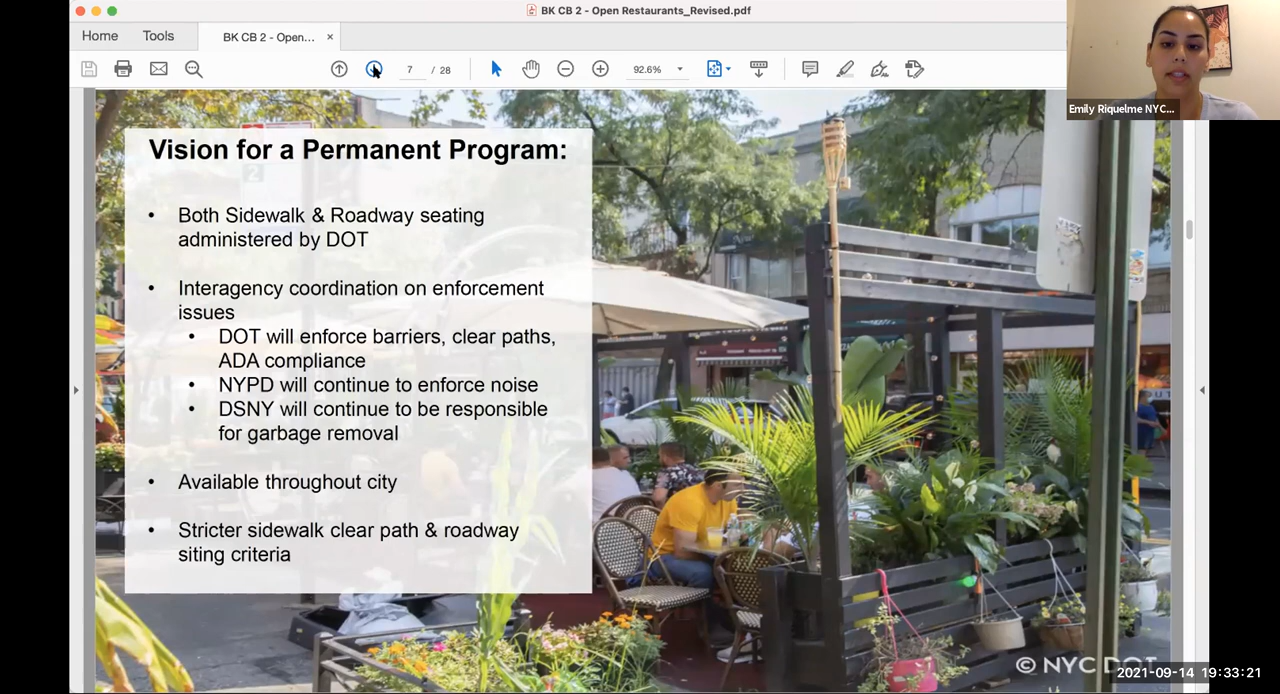 BK CB 2 - Open Restaurants_Revised.pdf
Home
Tools
BK CB 2 - Open...
×
7 / 28
92.6%
Emily Riquelme NYC...
Vision for a Permanent Program:
• Both Sidewalk & Roadway seating
administered by DOT
• Interagency coordination on enforcement
issues
• DOT will enforce barriers, clear paths,
ADA compliance
• NYPD will continue to enforce noise
• DSNY will continue to be responsible
for garbage removal
• Available throughout city
• Stricter sidewalk clear path & roadway
siting criteria
© NYC DOT
2021-09-14 19:33:21